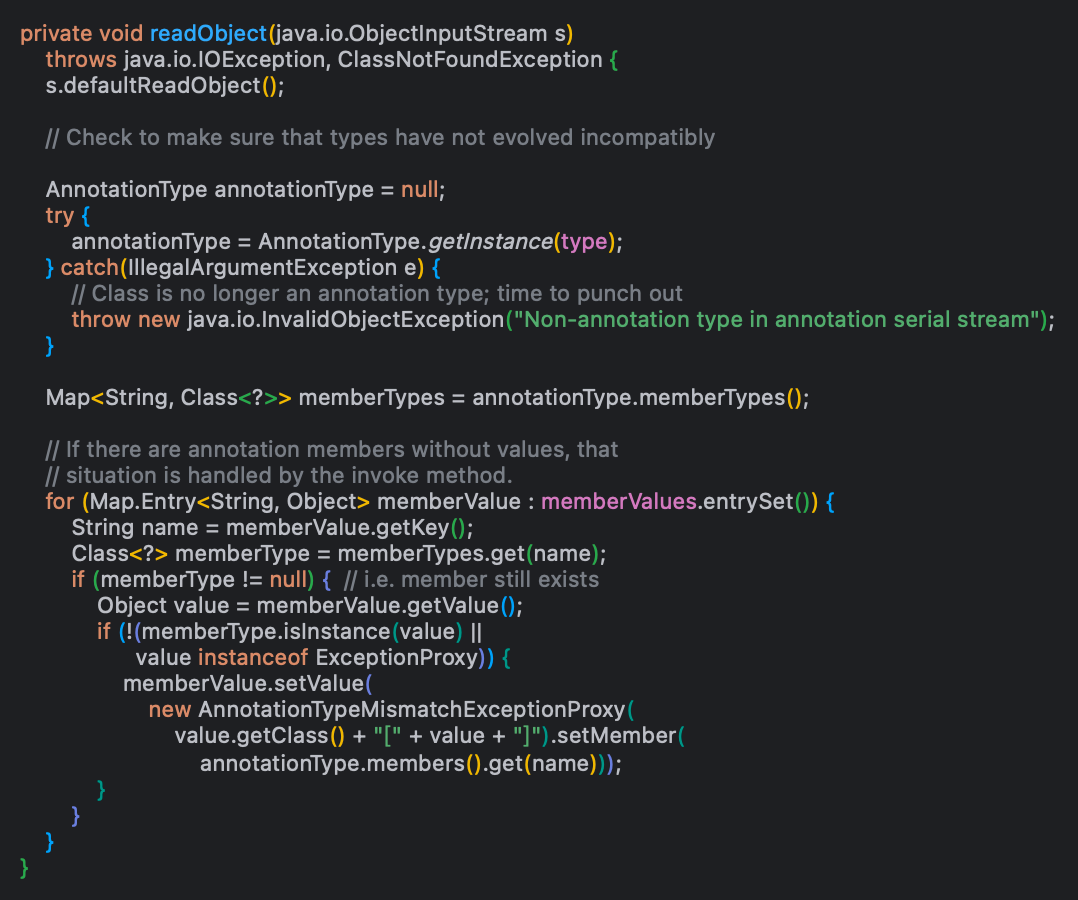 private void readObject(java.io.ObjectInputStream s)
throws java.io.IOException, ClassNotFoundException {
s.defaultReadObject();
// Check to make sure that types have not evolved incompatibly
AnnotationType annotationType = null;
try {
annotationType = AnnotationType.getInstance(type);
} catch(IllegalArgumentException e) {
// Class is no longer an annotation type; time to punch out
throw new java.io.InvalidObjectException("Non-annotation type in annotation serial stream");
}
Map<String, Class<?>> memberTypes = annotationType.memberTypes();
// If there are annotation members without values, that
// situation is handled by the invoke method.
for (Map.Entry<String, Object> memberValue : memberValues.entrySet()) {
String name = memberValue.getKey();
Class<?> memberType = memberTypes.get(name);
if (memberType != null) { // i.e. member still exists
Object value = memberValue.getValue();
if (!(memberType.isInstance(value) ||
value instanceof ExceptionProxy)) {
memberValue.setValue(
new AnnotationTypeMismatchExceptionProxy(
value.getClass() + "[" + value + "]").setMember(
annotationType.members().get(name)));
}
}
}
}